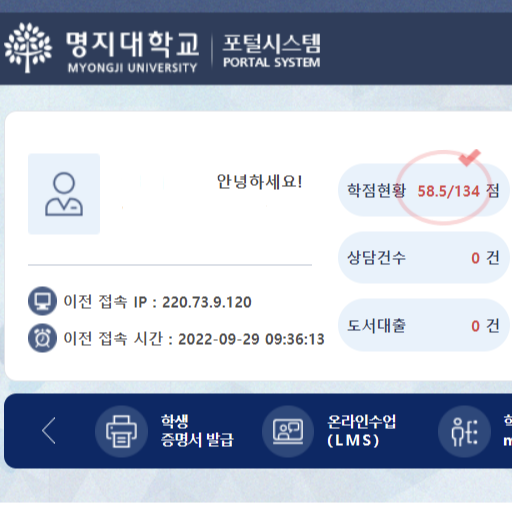 명지대학교
MYONGJI UNIVERSITY
포털시스템
PORTAL SYSTEM
안녕하세요!
학점현황 58.5/134 점
상담건수 0 건
도서대출 0 건
이전 접속 IP : 220.73.9.120
이전 접속 시간 : 2022-09-29 09:36:13
학생
증명서 발급
온라인수업
(LMS)